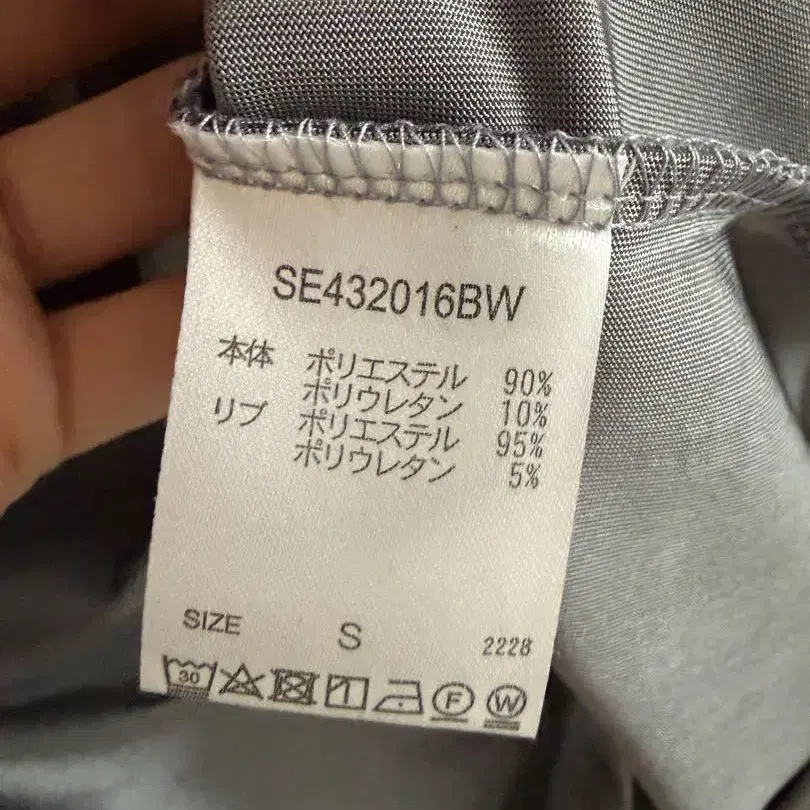 SE432016BW
本体 ポリエステル 90%
ポリウレタン 10%
リブ ポリエステル 95%
ポリウレタン 5%
SIZE S 2228
30 F W